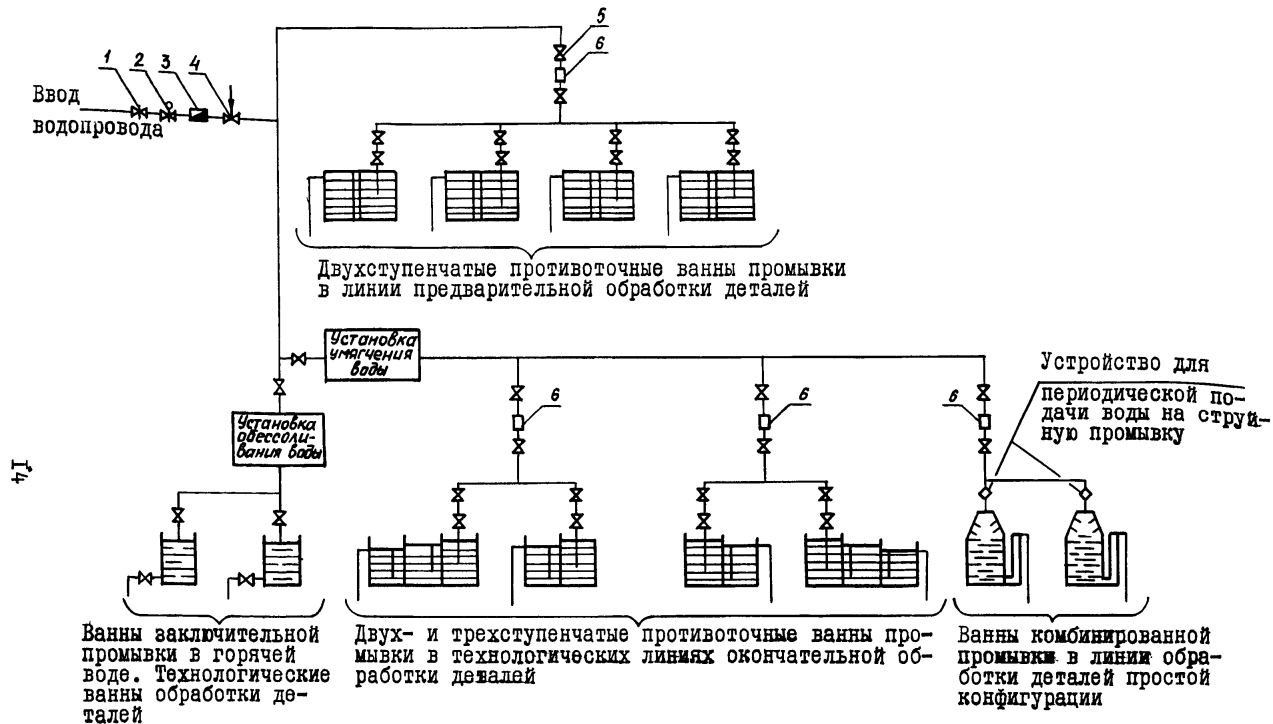 5
6
1 2 3 4
Ввод
водопровода
Двухступенчатые противоточные ванны промывки
в линии предварительной обработки деталей
Установка
умягчения
воды
Устройство для
периодической по-
дачи воды на струй-
ную промывку
6
6
6
Установка
обессоли-
вания воды
I4
Ванны заключительной
промывки в горячей
воде. Технологические
ванны обработки де-
талей
Двух- и трехступенчатые противоточные ванны про-
мывки в технологических линиях окончательной об-
работки деталей
Ванны комбинированной
промывки в линии обра-
ботки деталей простой
конфигурации